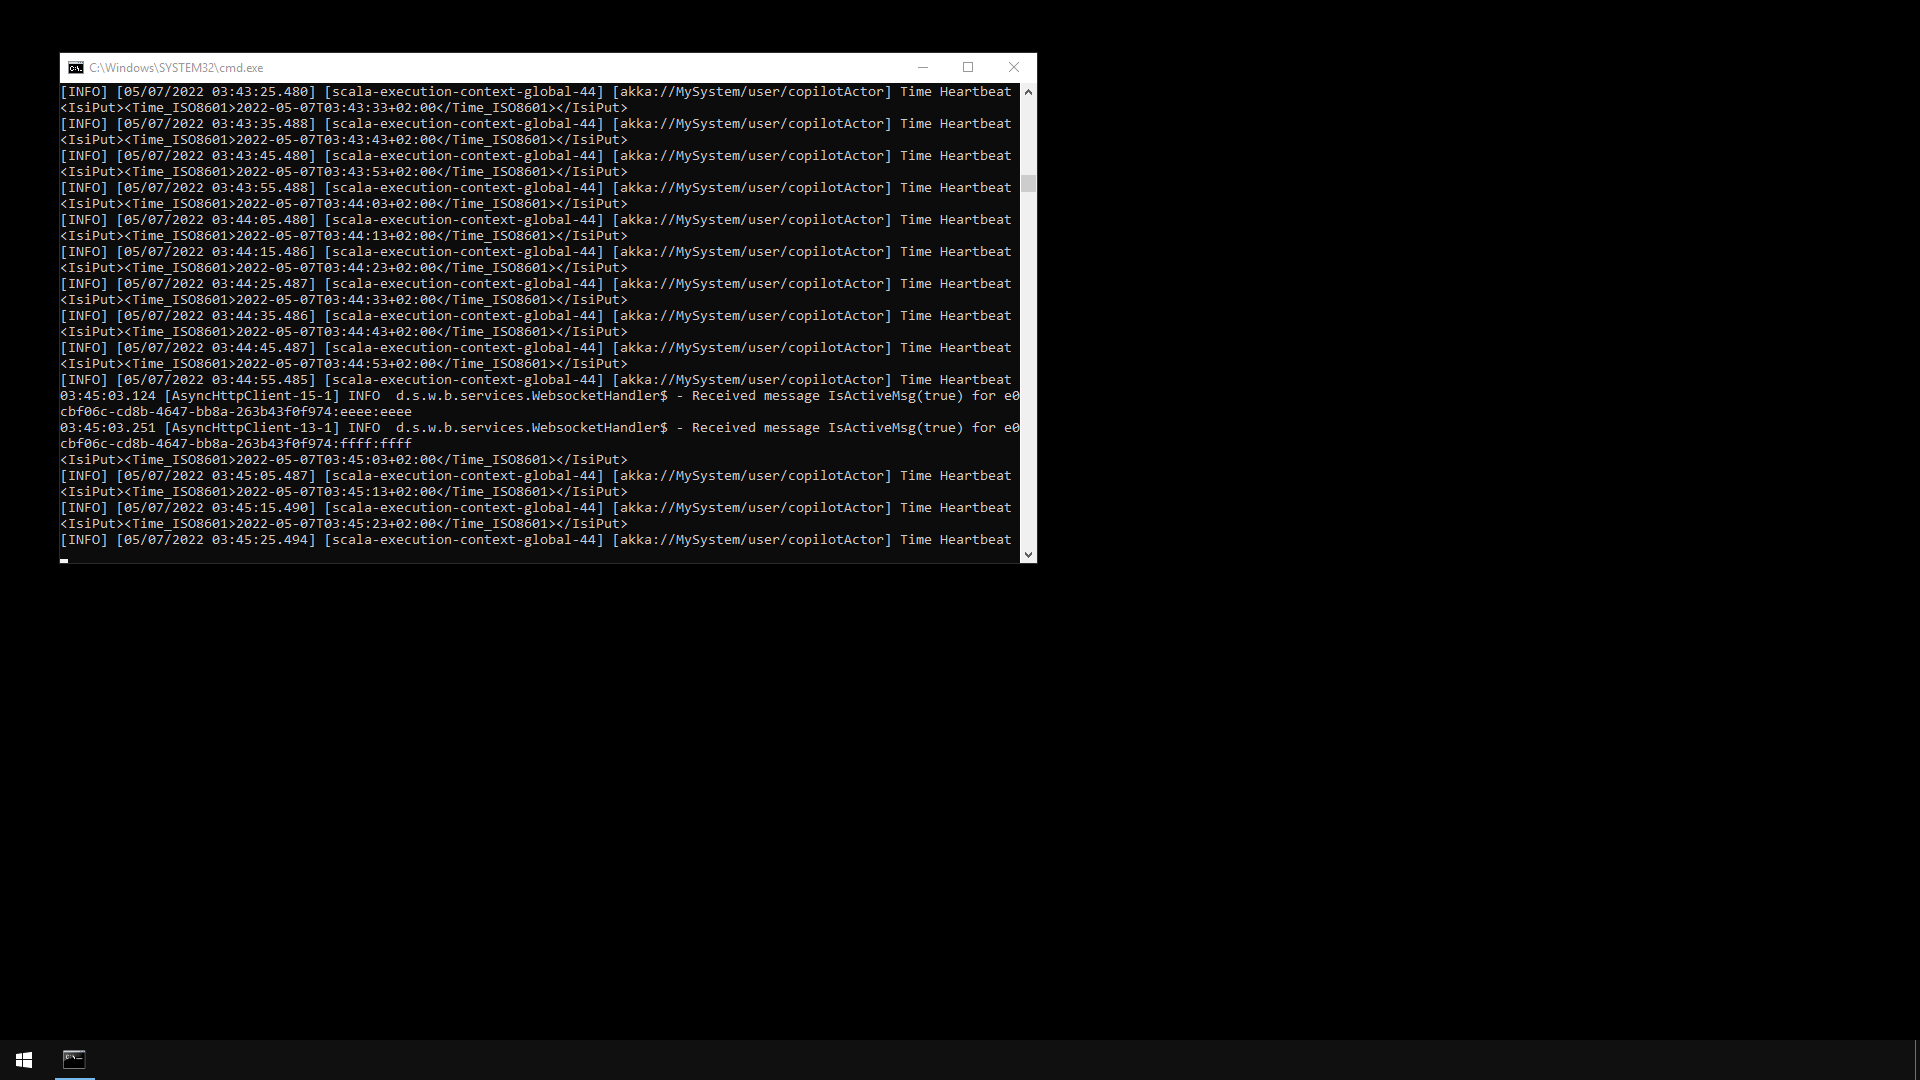 C:\Windows\SYSTEM32\cmd.exe
[INFO] [05/07/2022 03:43:25.480] [scala-execution-context-global-44] [akka://MySystem/user/copilotActor] Time Heartbeat
<IsiPut><Time_ISO8601>2022-05-07T03:43:33+02:00</Time_ISO8601></IsiPut>
[INFO] [05/07/2022 03:43:35.488] [scala-execution-context-global-44] [akka://MySystem/user/copilotActor] Time Heartbeat
<IsiPut><Time_ISO8601>2022-05-07T03:43:43+02:00</Time_ISO8601></IsiPut>
[INFO] [05/07/2022 03:43:45.480] [scala-execution-context-global-44] [akka://MySystem/user/copilotActor] Time Heartbeat
<IsiPut><Time_ISO8601>2022-05-07T03:43:53+02:00</Time_ISO8601></IsiPut>
[INFO] [05/07/2022 03:43:55.488] [scala-execution-context-global-44] [akka://MySystem/user/copilotActor] Time Heartbeat
<IsiPut><Time_ISO8601>2022-05-07T03:44:03+02:00</Time_ISO8601></IsiPut>
[INFO] [05/07/2022 03:44:05.480] [scala-execution-context-global-44] [akka://MySystem/user/copilotActor] Time Heartbeat
<IsiPut><Time_ISO8601>2022-05-07T03:44:13+02:00</Time_ISO8601></IsiPut>
[INFO] [05/07/2022 03:44:15.486] [scala-execution-context-global-44] [akka://MySystem/user/copilotActor] Time Heartbeat
<IsiPut><Time_ISO8601>2022-05-07T03:44:23+02:00</Time_ISO8601></IsiPut>
[INFO] [05/07/2022 03:44:25.487] [scala-execution-context-global-44] [akka://MySystem/user/copilotActor] Time Heartbeat
<IsiPut><Time_ISO8601>2022-05-07T03:44:33+02:00</Time_ISO8601></IsiPut>
[INFO] [05/07/2022 03:44:35.486] [scala-execution-context-global-44] [akka://MySystem/user/copilotActor] Time Heartbeat
<IsiPut><Time_ISO8601>2022-05-07T03:44:43+02:00</Time_ISO8601></IsiPut>
[INFO] [05/07/2022 03:44:45.487] [scala-execution-context-global-44] [akka://MySystem/user/copilotActor] Time Heartbeat
<IsiPut><Time_ISO8601>2022-05-07T03:44:53+02:00</Time_ISO8601></IsiPut>
[INFO] [05/07/2022 03:44:55.485] [scala-execution-context-global-44] [akka://MySystem/user/copilotActor] Time Heartbeat
03:45:03.124 [AsyncHttpClient-15-1] INFO  d.s.w.b.services.WebsocketHandler$ - Received message IsActiveMsg(true) for e0
cbf06c-cd8b-4647-bb8a-263b43f0f974:eeee:eeee
03:45:03.251 [AsyncHttpClient-13-1] INFO  d.s.w.b.services.WebsocketHandler$ - Received message IsActiveMsg(true) for e0
cbf06c-cd8b-4647-bb8a-263b43f0f974:ffff:ffff
<IsiPut><Time_ISO8601>2022-05-07T03:45:03+02:00</Time_ISO8601></IsiPut>
[INFO] [05/07/2022 03:45:05.487] [scala-execution-context-global-44] [akka://MySystem/user/copilotActor] Time Heartbeat
<IsiPut><Time_ISO8601>2022-05-07T03:45:13+02:00</Time_ISO8601></IsiPut>
[INFO] [05/07/2022 03:45:15.490] [scala-execution-context-global-44] [akka://MySystem/user/copilotActor] Time Heartbeat
<IsiPut><Time_ISO8601>2022-05-07T03:45:23+02:00</Time_ISO8601></IsiPut>
[INFO] [05/07/2022 03:45:25.494] [scala-execution-context-global-44] [akka://MySystem/user/copilotActor] Time Heartbeat